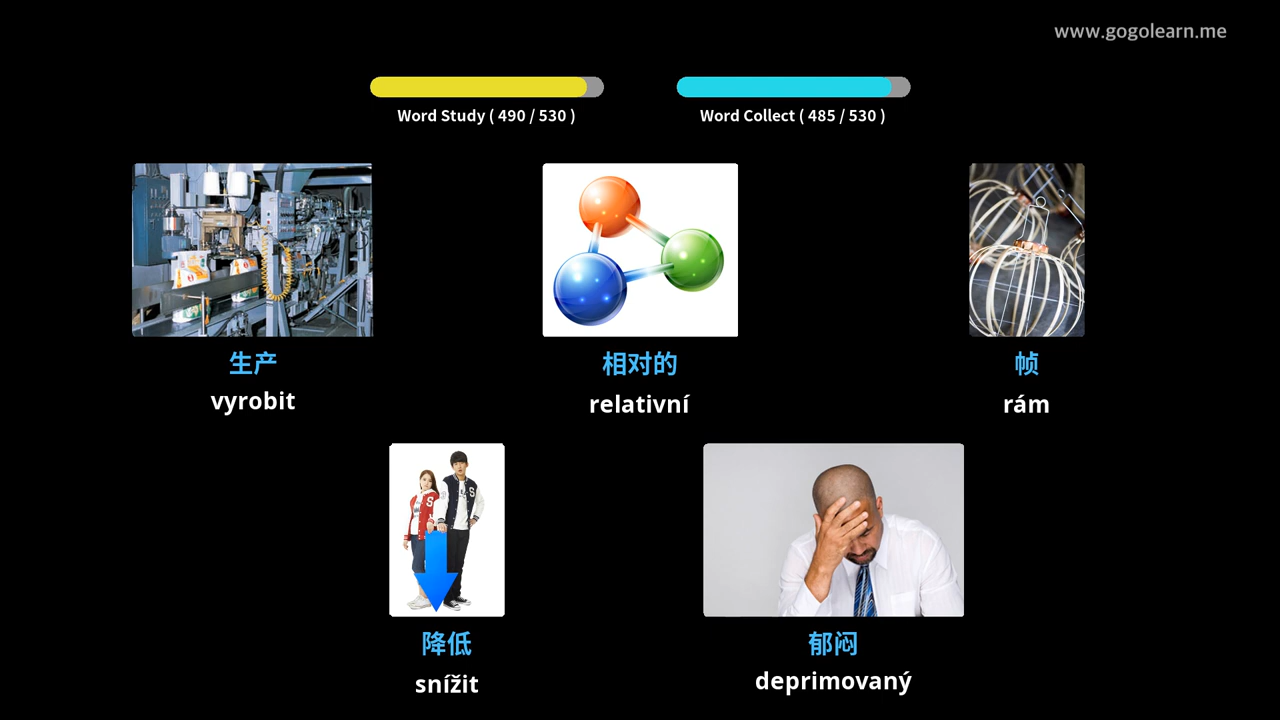 www.gogolearn.me
Word Study ( 490 / 530 )
Word Collect ( 485 / 530 )
生产
vyrobit
相对的
relativní
帧
rám
降低
snížit
郁闷
deprimovaný